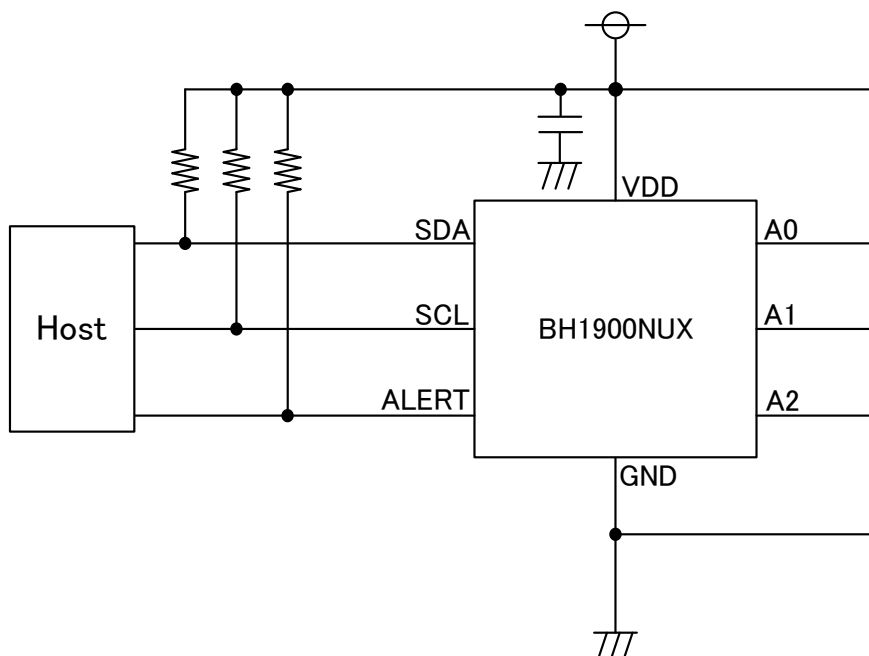 VDD
SDA
A0
Host
SCL
BH1900NUX
A1
ALERT
A2
GND